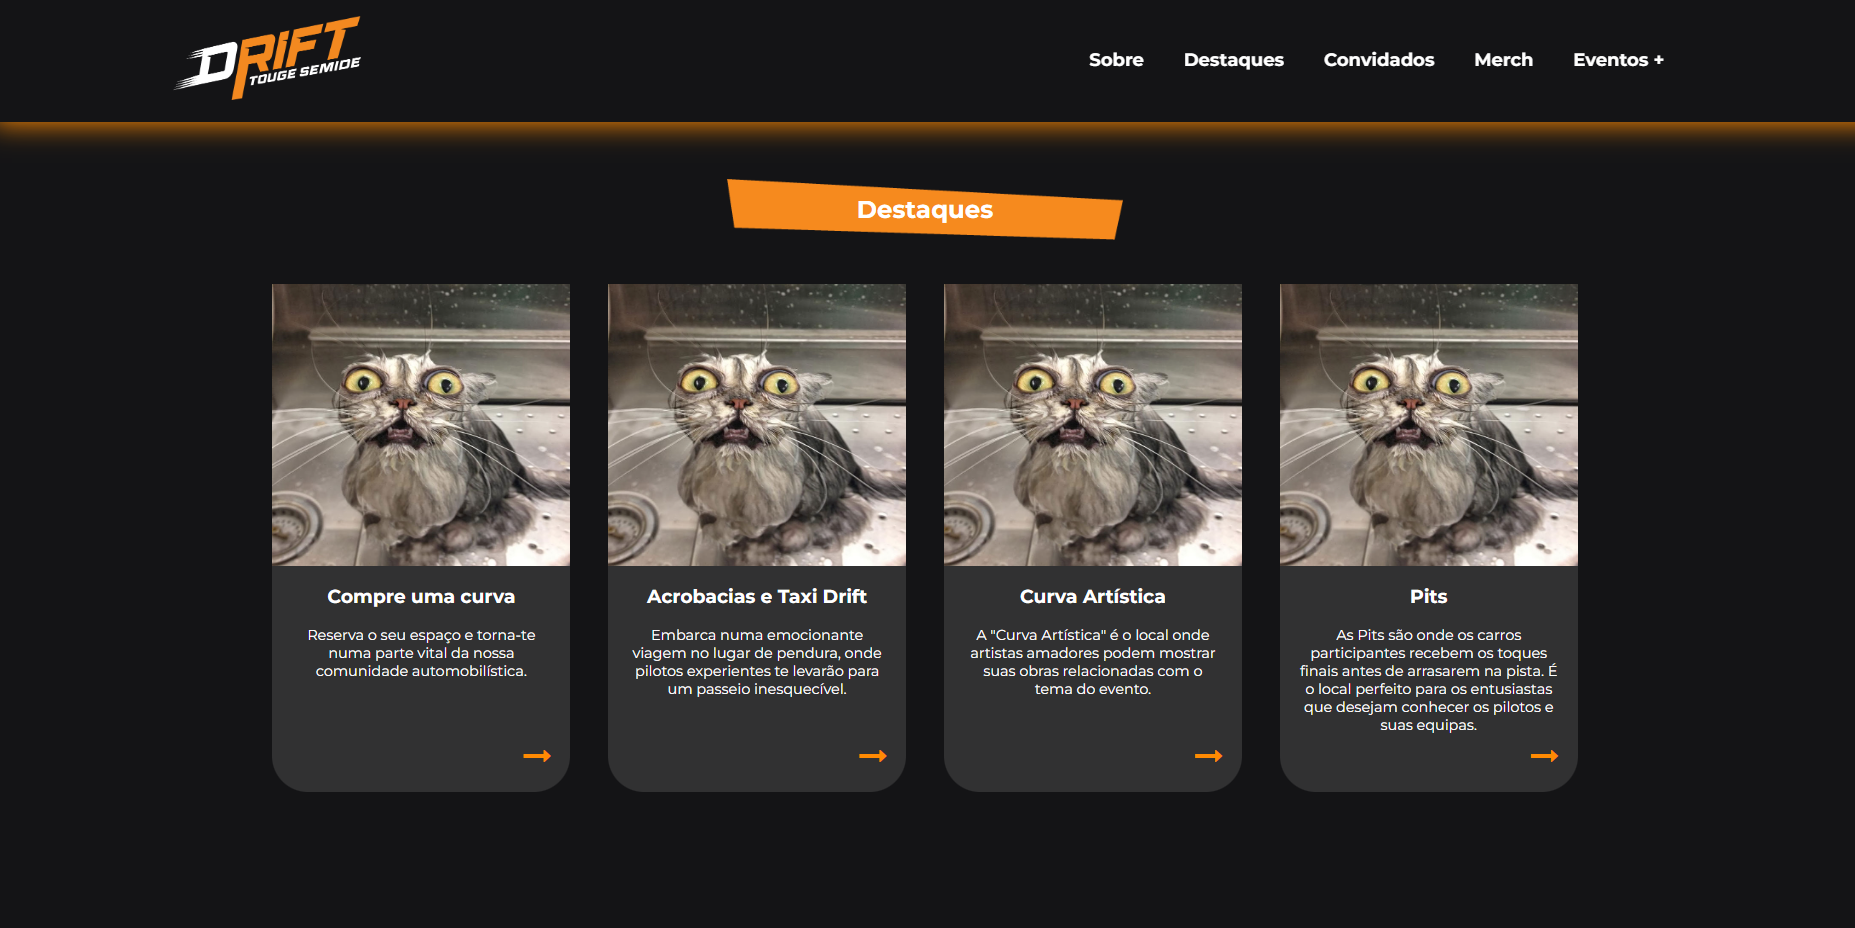 DRIFT
TOUGE SEMIDE
Sobre Destaques Convidados Merch Eventos +
Destaques
Compre uma curva
Reserva o seu espaço e torna-te
numa parte vital da nossa
comunidade automobilística.
Acrobacias e Taxi Drift
Embarca numa emocionante
viagem no lugar de pendura, onde
pilotos experientes te levarão para
um passeio inesquecível.
Curva Artística
A "Curva Artística" é o local onde
artistas amadores podem mostrar
suas obras relacionadas com o
tema do evento.
Pits
As Pits são onde os carros
participantes recebem os toques
finais antes de arrasarem na pista. É
o local perfeito para os entusiastas
que desejam conhecer os pilotos e
suas equipas.